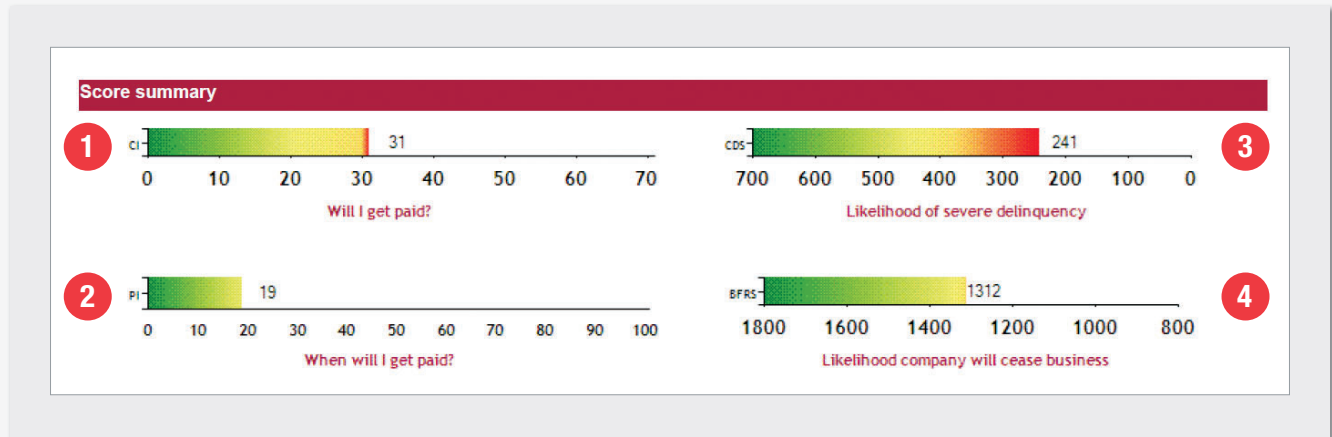 Score summary
1
CI
31
0 10 20 30 40 50 60 70
Will I get paid?
3
CDS
241
700 600 500 400 300 200 100 0
Likelihood of severe delinquency
2
PI
19
0 10 20 30 40 50 60 70 80 90 100
When will I get paid?
4
BFRS
1312
1800 1600 1400 1200 1000 800
Likelihood company will cease business